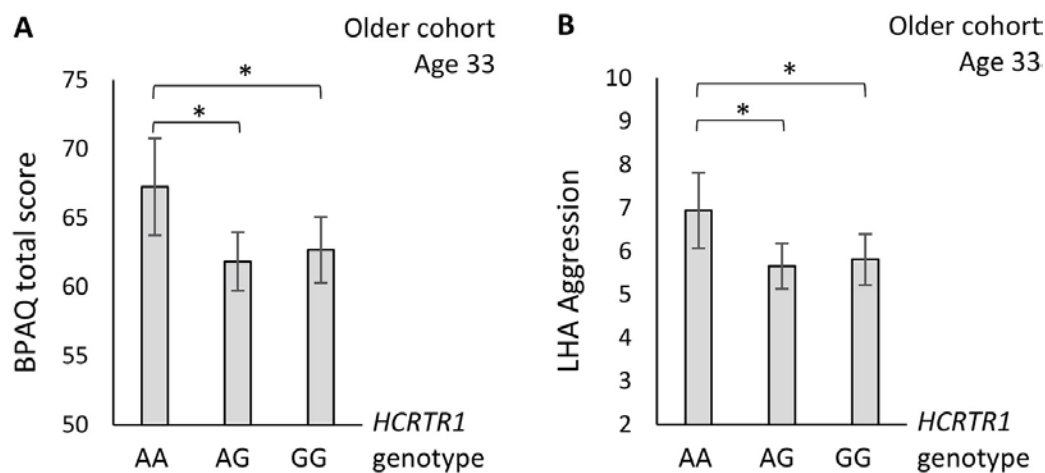 A
Older cohort
Age 33
BPAQ total score
75
70
65
60
55
50
*
*
AA AG GG
HCRTR1
genotype
B
Older cohort
Age 33
LHA Aggression
10
9
8
7
6
5
4
3
2
*
*
AA AG GG
HCRTR1
genotype